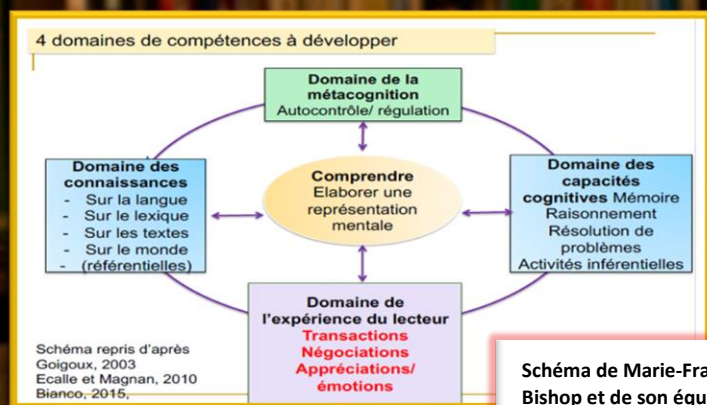 4 domaines de compétences à développer
Domaine de la
métacognition
Autocontrôle/ régulation
Domaine des
connaissances
- Sur la langue
- Sur le lexique
- Sur les textes
- Sur le monde
- (référentielles)
Comprendre
Elaborer une
représentation
mentale
Domaine des
capacités
cognitives Mémoire
Raisonnement
Résolution de
problèmes
Activités inférentielles
Domaine de
l'expérience du lecteur
Transactions
Négociations
Appréciations/
émotions
Schéma repris d'après
Goigoux, 2003
Ecalle et Magnan, 2010
Bianco, 2015,
Schéma de Marie-Fra
Bishop et de son équi